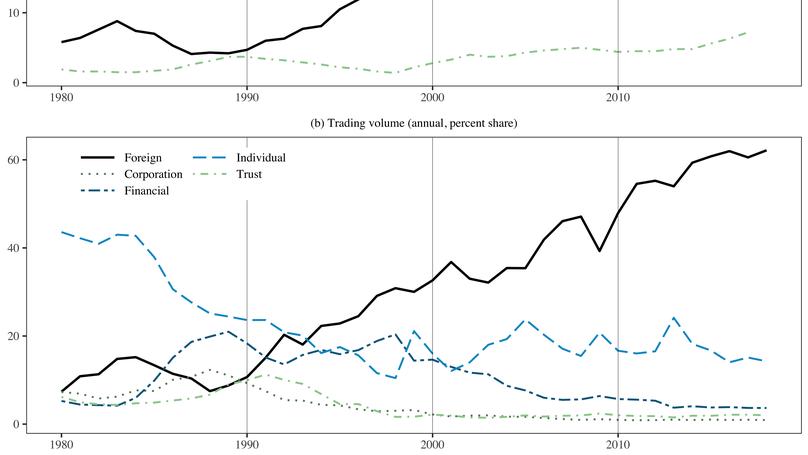 10
0
1980 1990 2000 2010
(b) Trading volume (annual, percent share)
60
Foreign Individual
Corporation Trust
Financial
40
20
0
1980 1990 2000 2010